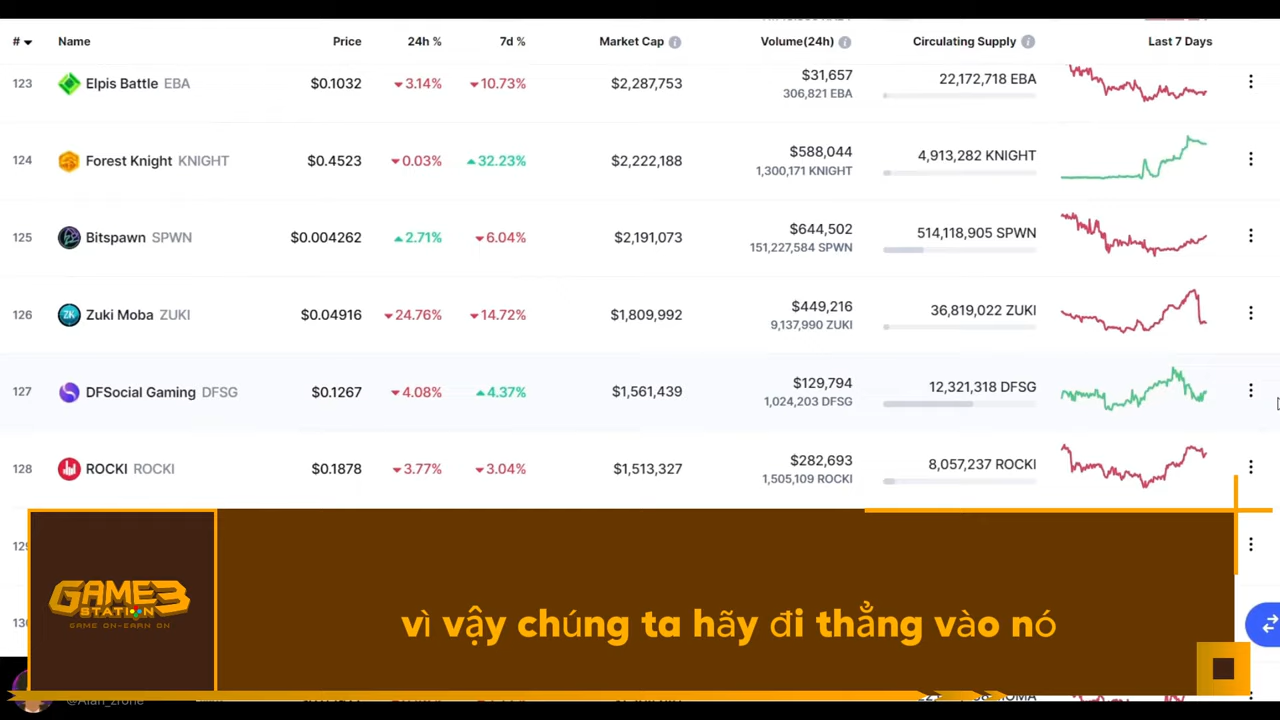 # Name Price 24h % 7d % Market Cap Volume(24h) Circulating Supply Last 7 Days
123 Elpis Battle EBA $0.1032 3.14% 10.73% $2,287,753 $31,657 22,172,718 EBA
306,821 EBA
124 Forest Knight KNIGHT $0.4523 0.03% 32.23% $2,222,188 $588,044 4,913,282 KNIGHT
1,300,171 KNIGHT
125 Bitspawn SPWN $0.004262 2.71% 6.04% $2,191,073 $644,502 514,118,905 SPWN
151,227,584 SPWN
126 Zuki Moba ZUKI $0.04916 24.76% 14.72% $1,809,992 $449,216 36,819,022 ZUKI
9,137,990 ZUKI
127 DFSocial Gaming DFSG $0.1267 4.08% 4.37% $1,561,439 $129,794 12,321,318 DFSG
1,024,203 DFSG
128 ROCKI ROCKI $0.1878 3.77% 3.04% $1,513,327 $282,693 8,057,237 ROCKI
1,505,109 ROCKI
GAME3
STATION
GAME ON-EARN ON
vì vậy chúng ta hãy đi thẳng vào nó